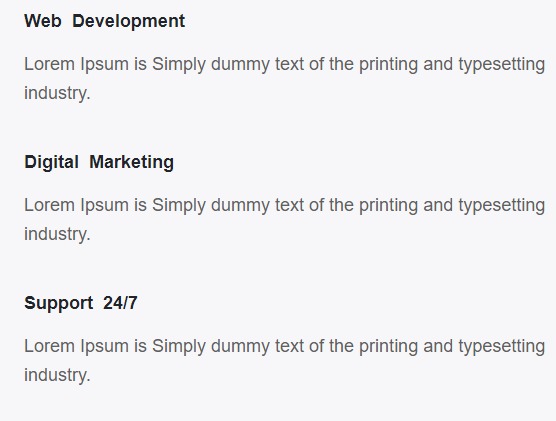 Web Development
Lorem Ipsum is Simply dummy text of the printing and typesetting
industry.
Digital Marketing
Lorem Ipsum is Simply dummy text of the printing and typesetting
industry.
Support 24/7
Lorem Ipsum is Simply dummy text of the printing and typesetting
industry.